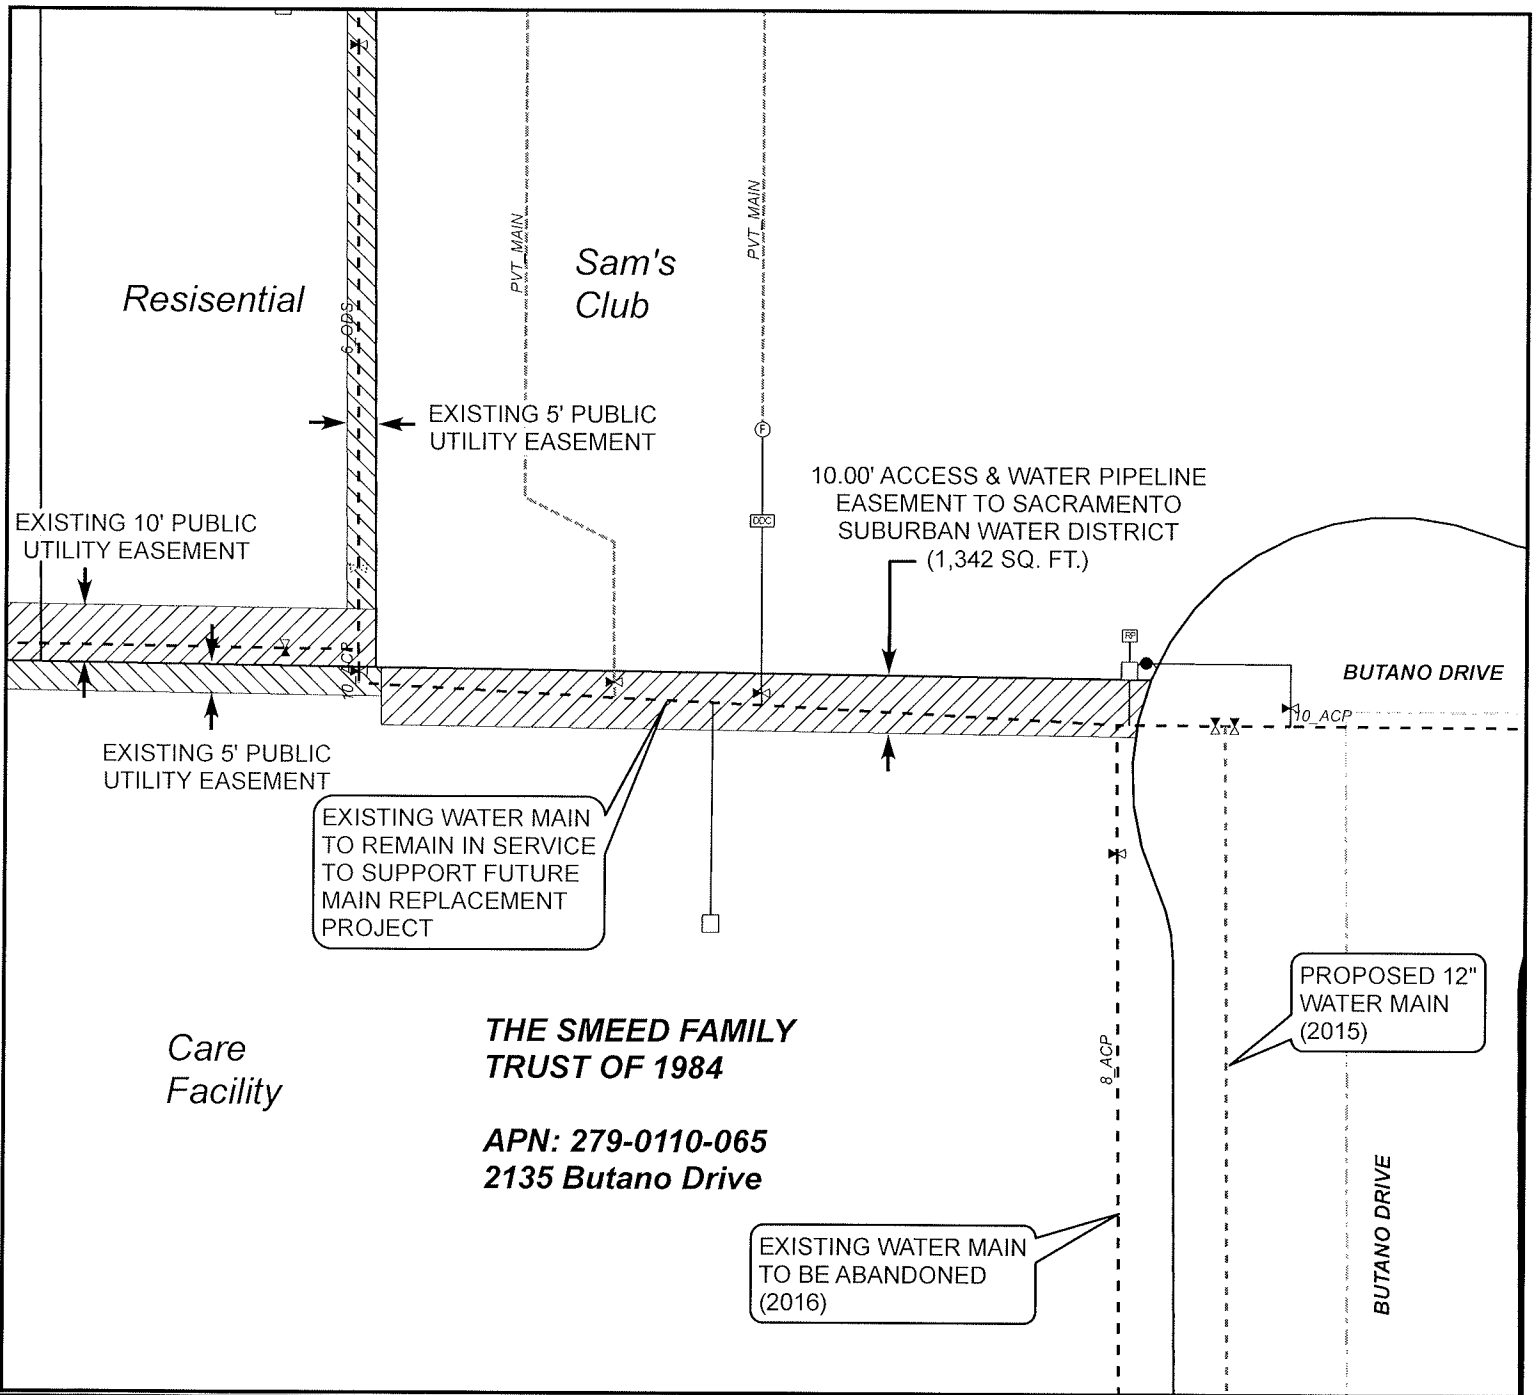 PVT_MAIN
PVT_MAIN
Sam's
Club
Resisential
6_ODS
EXISTING 5' PUBLIC
UTILITY EASEMENT
F
10.00' ACCESS & WATER PIPELINE
EASEMENT TO SACRAMENTO
SUBURBAN WATER DISTRICT
(1,342 SQ. FT.)
EXISTING 10' PUBLIC
UTILITY EASEMENT
DDC
RP
BUTANO DRIVE
10_ACP
10_ACP
EXISTING 5' PUBLIC
UTILITY EASEMENT
EXISTING WATER MAIN
TO REMAIN IN SERVICE
TO SUPPORT FUTURE
MAIN REPLACEMENT
PROJECT
PROPOSED 12"
WATER MAIN
(2015)
THE SMEED FAMILY
TRUST OF 1984
Care
Facility
8_ACP
APN: 279-0110-065
2135 Butano Drive
BUTANO DRIVE
EXISTING WATER MAIN
TO BE ABANDONED
(2016)